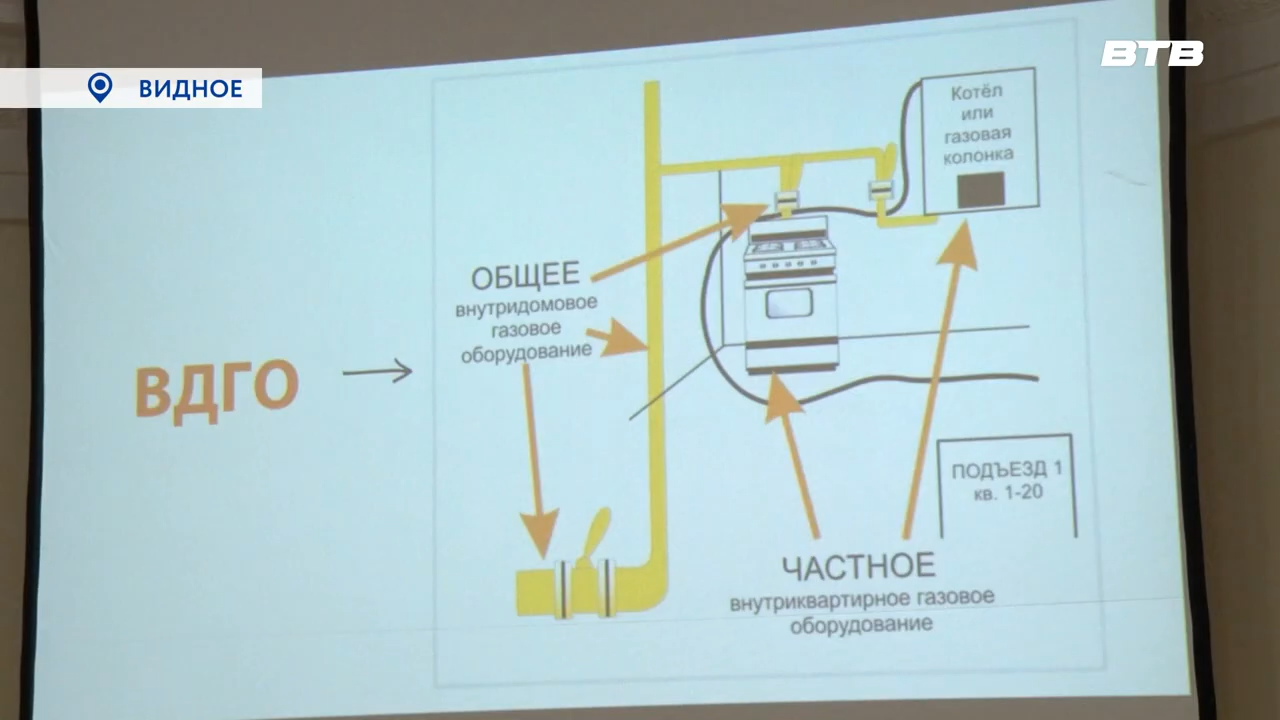 ВИДНОЕ
ВТВ
Котёл
или
газовая
колонка
ОБЩЕЕ
внутридомовое
газовое
оборудование
ВДГО
ПОДЪЕЗД 1
кв. 1-20
ЧАСТНОЕ
внутриквартирное газовое
оборудование